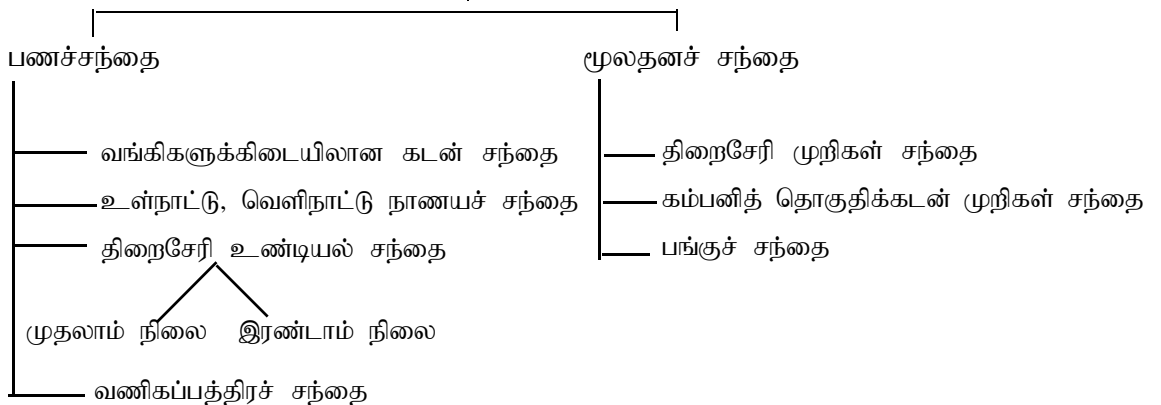 பணச்சந்தை
மூலதனச் சந்தை
வங்கிகளுக்கிடையிலான கடன் சந்தை
உள்நாட்டு, வெளிநாட்டு நாணயச் சந்தை
திறைசேரி உண்டியல் சந்தை
முதலாம் நிலை இரண்டாம் நிலை
வணிகப்பத்திரச் சந்தை
திறைசேரி முறிகள் சந்தை
கம்பனித் தொகுதிக்கடன் முறிகள் சந்தை
பங்குச் சந்தை